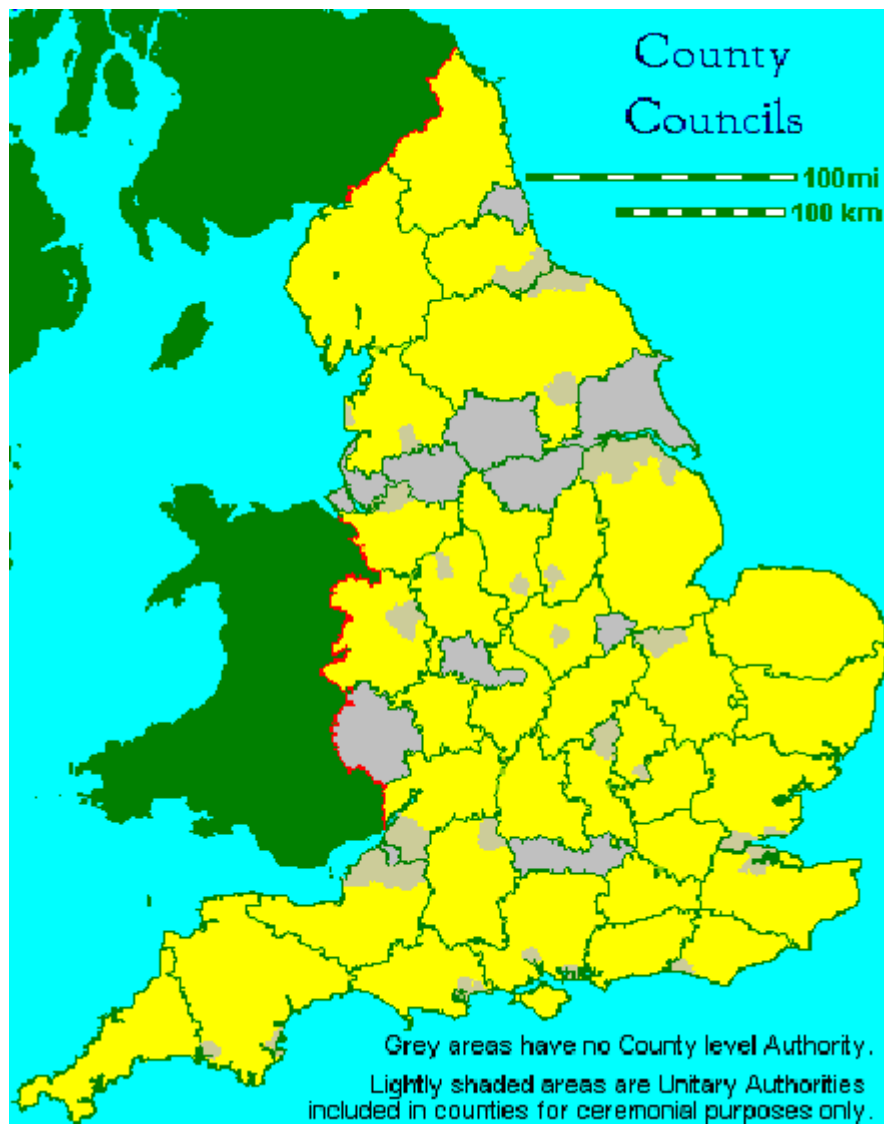 County
Councils
100mi
100 km
Grey areas have no County level Authority.
Lightly shaded areas are Unitary Authorities
included in counties for ceremonial purposes only.